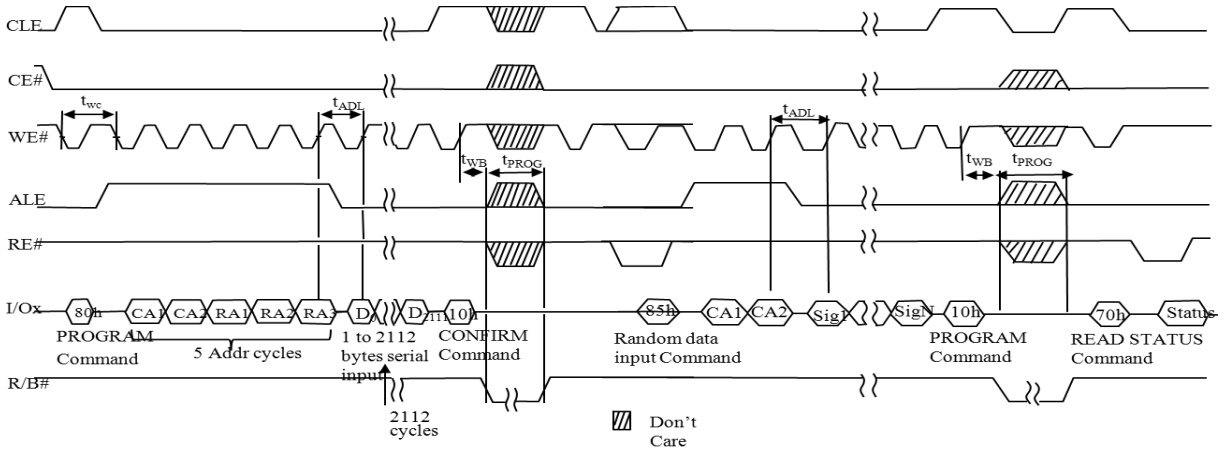 CLE
CE#
twc
tADL
tADL
WE#
tWB
tPROG
tWB
tPROG
ALE
RE#
I/Ox
80h CA1 CA2 RA1 RA2 RA3 D0 D2111 10h 85h CA1 CA2 Sig1 SigN 10h 70h Status
PROGRAM
Command
5 Addr cycles
1 to 2112
bytes serial
input
CONFIRM
Command
Random data
input Command
PROGRAM
Command
READ STATUS
Command
R/B#
2112
cycles
Don't
Care